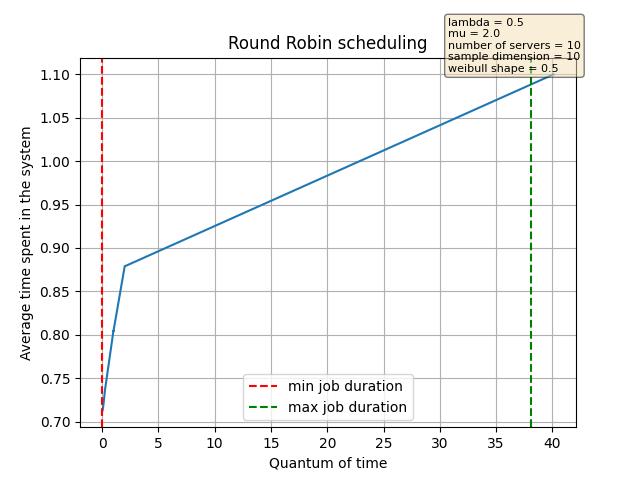 Round Robin scheduling
lambda = 0.5
mu = 2.0
number of servers = 10
sample dimension = 10
weibull shape = 0.5
Average time spent in the system
1.10
1.05
1.00
0.95
0.90
0.85
0.80
0.75
0.70
min job duration
max job duration
0 5 10 15 20 25 30 35 40
Quantum of time